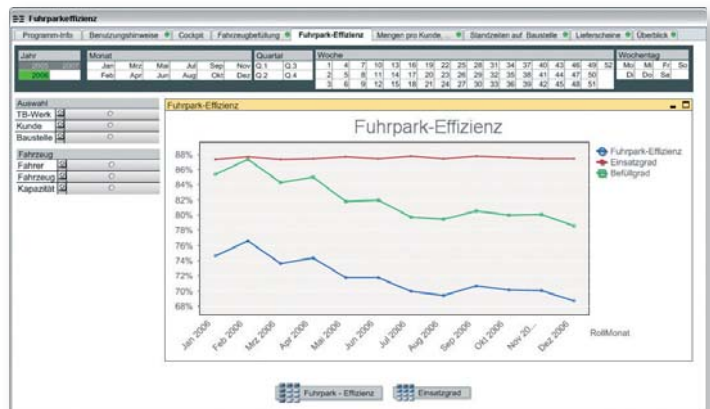 Fuhrparkeffizienz
Programm-Info Benutzungshinweise Cockpit Fahrzeugbefüllung Fuhrpark-Effizienz Mengen pro Kunde, ... Standzeiten auf Baustelle Lieferscheine Überblick
Jahr Monat Quartal Woche Wochentag
2005 2007 Jan Mrz Mai Jul Sep Nov Q.1 Q.3 1 4 7 10 13 16 19 22 25 28 31 34 37 40 43 46 49 52 Mo Mi Fr So
2006 Feb Apr Jun Aug Okt Dez Q.2 Q.4 2 5 8 11 14 17 20 23 26 29 32 35 38 41 44 47 50 Di Do Sa
3 6 9 12 15 18 21 24 27 30 33 36 39 42 45 48 51
Auswahl
TB-Werk
Kunde
Baustelle
Fahrzeug
Fahrer
Fahrzeug
Kapazität
Fuhrpark-Effizienz
Fuhrpark-Effizienz
88%
86%
84%
82%
80%
78%
76%
74%
72%
70%
68%
Fuhrpark-Effizienz
Einsatzgrad
Befüllgrad
Jan 2006 Feb 2006 Mrz 2006 Apr 2006 Mai 2006 Jun 2006 Jul 2006 Aug 2006 Sep 2006 Okt 2006 Nov 20... Dez 2006
RollMonat
Fuhrpark - Effizienz Einsatzgrad